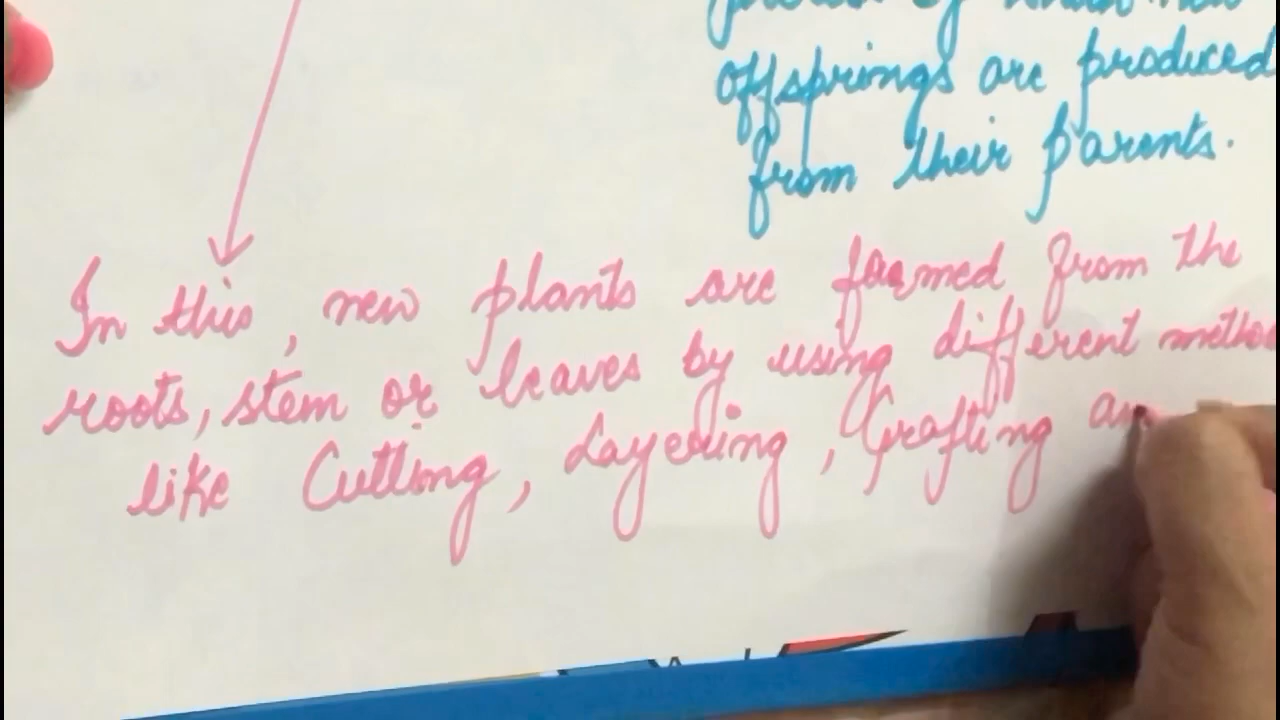 offsprings are produced
from their parents.
In this, new plants are formed from the
roots, stem or leaves by using different
like Cutting, Layering, Grafting